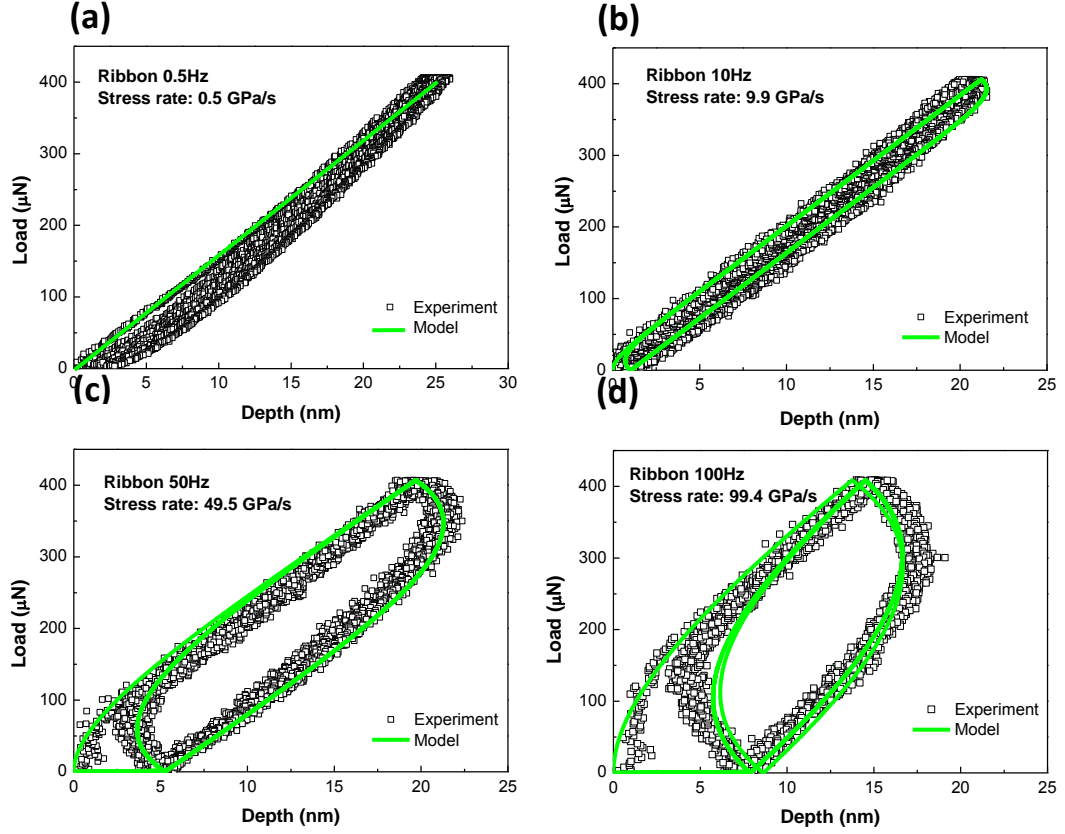 (a)
Ribbon 0.5Hz
Stress rate: 0.5 GPa/s
400
300
200
100
0
Load (µN)
Experiment
Model
0 5 10 15 20 25 30
Depth (nm)
(b)
Ribbon 10Hz
Stress rate: 9.9 GPa/s
400
300
200
100
0
Load (µN)
Experiment
Model
0 5 10 15 20 25
Depth (nm)
(c)
Ribbon 50Hz
Stress rate: 49.5 GPa/s
400
300
200
100
0
Load (µN)
Experiment
Model
0 5 10 15 20 25
Depth (nm)
(d)
Ribbon 100Hz
Stress rate: 99.4 GPa/s
400
300
200
100
0
Load (µN)
Experiment
Model
0 5 10 15 20 25
Depth (nm)